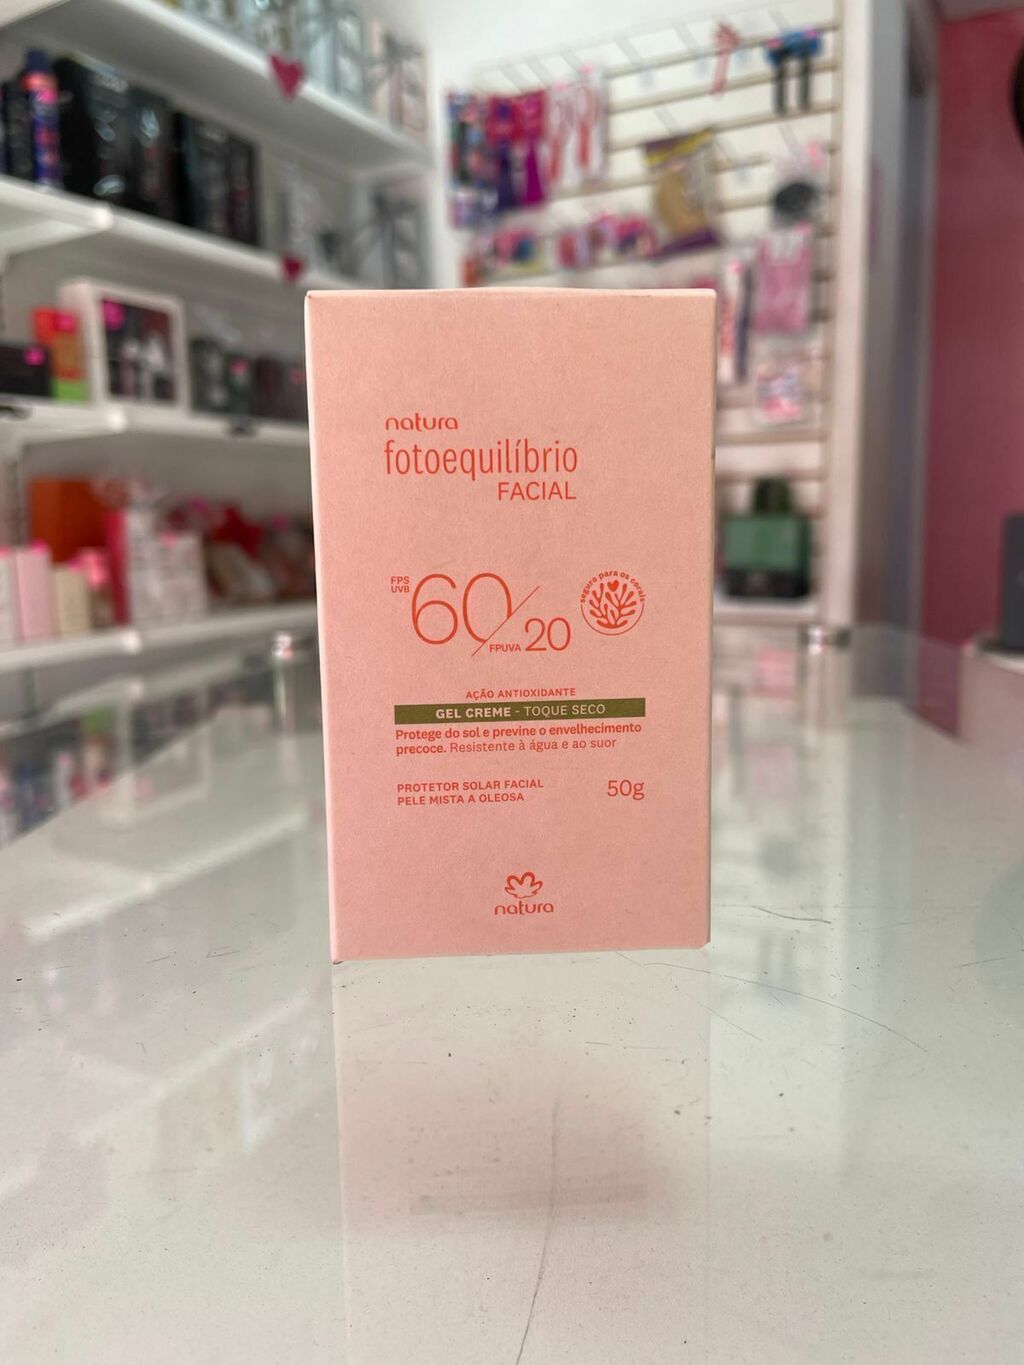 natura
fotoequilíbrio
FACIAL
FPS
UVB
60/20
FPUVA
seguro para os corais
AÇÃO ANTIOXIDANTE
GEL CREME - TOQUE SECO
Protege do sol e previne o envelhecimento
precoce. Resistente à água e ao suor
PROTETOR SOLAR FACIAL
PELE MISTA A OLEOSA
50g
natura